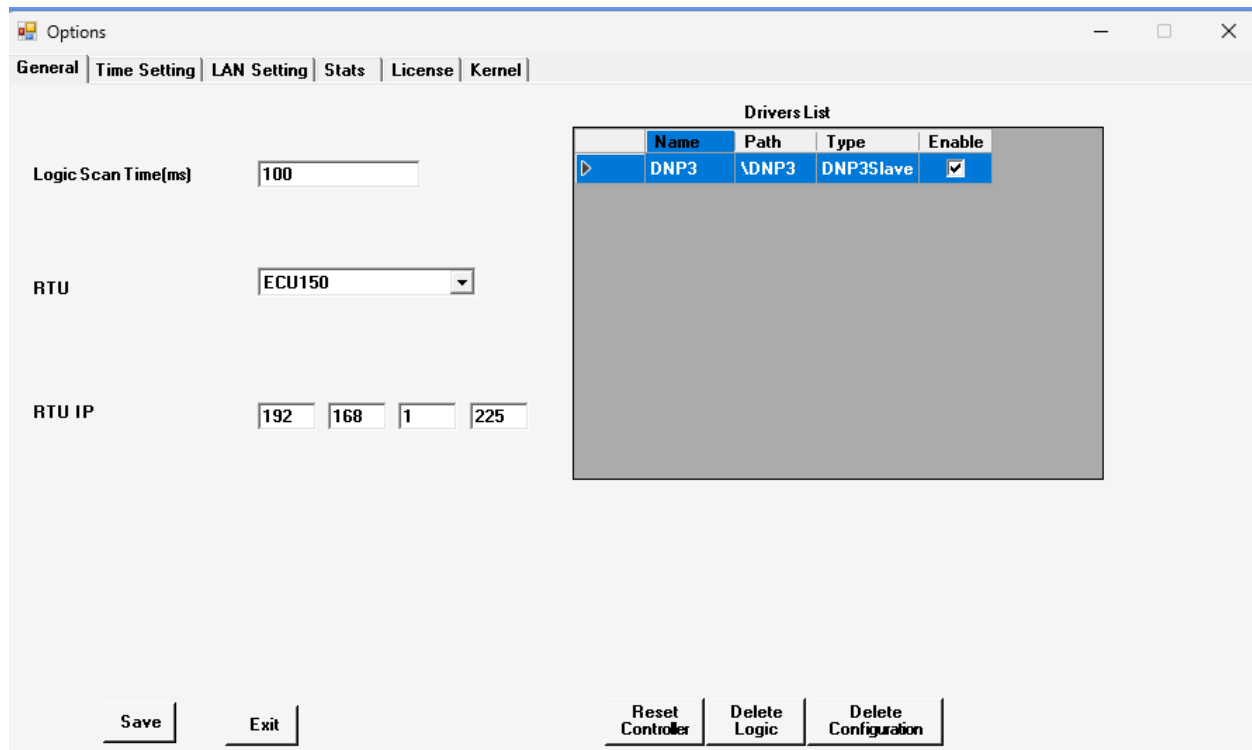 Options
General Time Setting LAN Setting Stats License Kernel
Drivers List
Name Path Type Enable
DNP3 \DNP3 DNP3Slave
Logic Scan Time(ms) 100
RTU ECU150
RTU IP 192 168 1 225
Save Exit
Reset Controller
Delete Logic
Delete Configuration